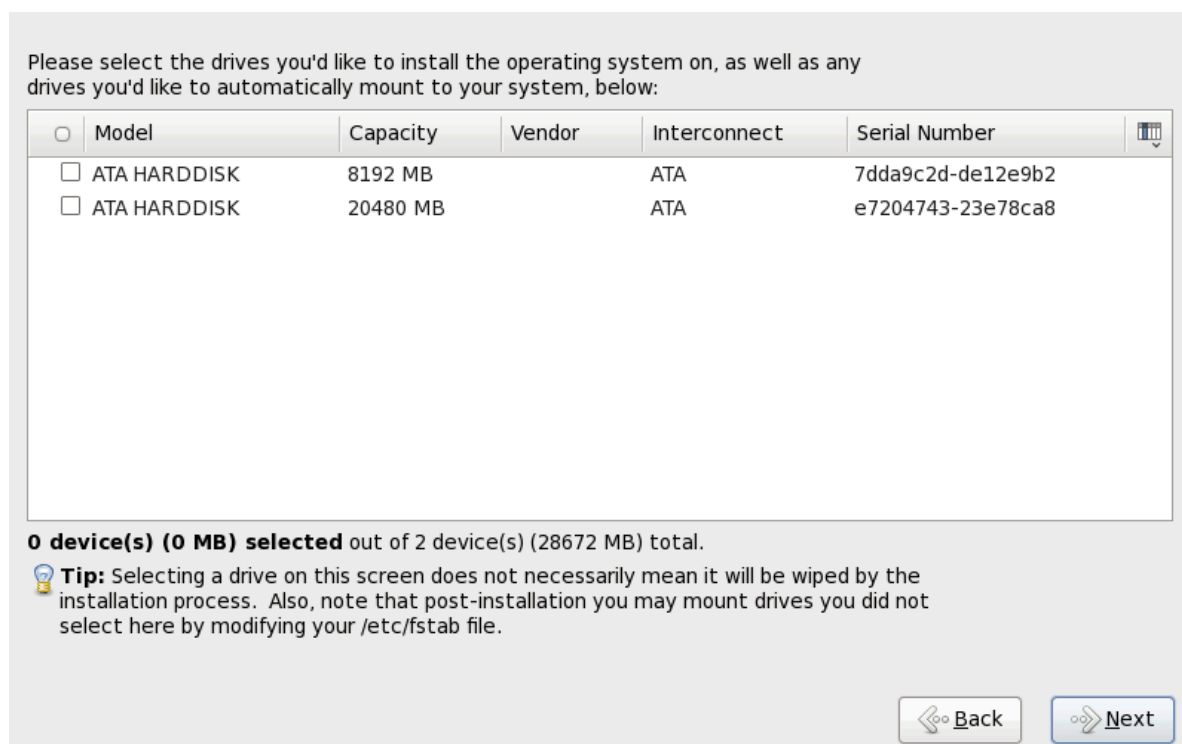 Please select the drives you'd like to install the operating system on, as well as any
drives you'd like to automatically mount to your system, below:
Model Capacity Vendor Interconnect Serial Number
ATA HARDDISK 8192 MB ATA 7dda9c2d-de12e9b2
ATA HARDDISK 20480 MB ATA e7204743-23e78ca8
0 device(s) (0 MB) selected out of 2 device(s) (28672 MB) total.
Tip: Selecting a drive on this screen does not necessarily mean it will be wiped by the
installation process.  Also, note that post-installation you may mount drives you did not
select here by modifying your /etc/fstab file.
Back Next